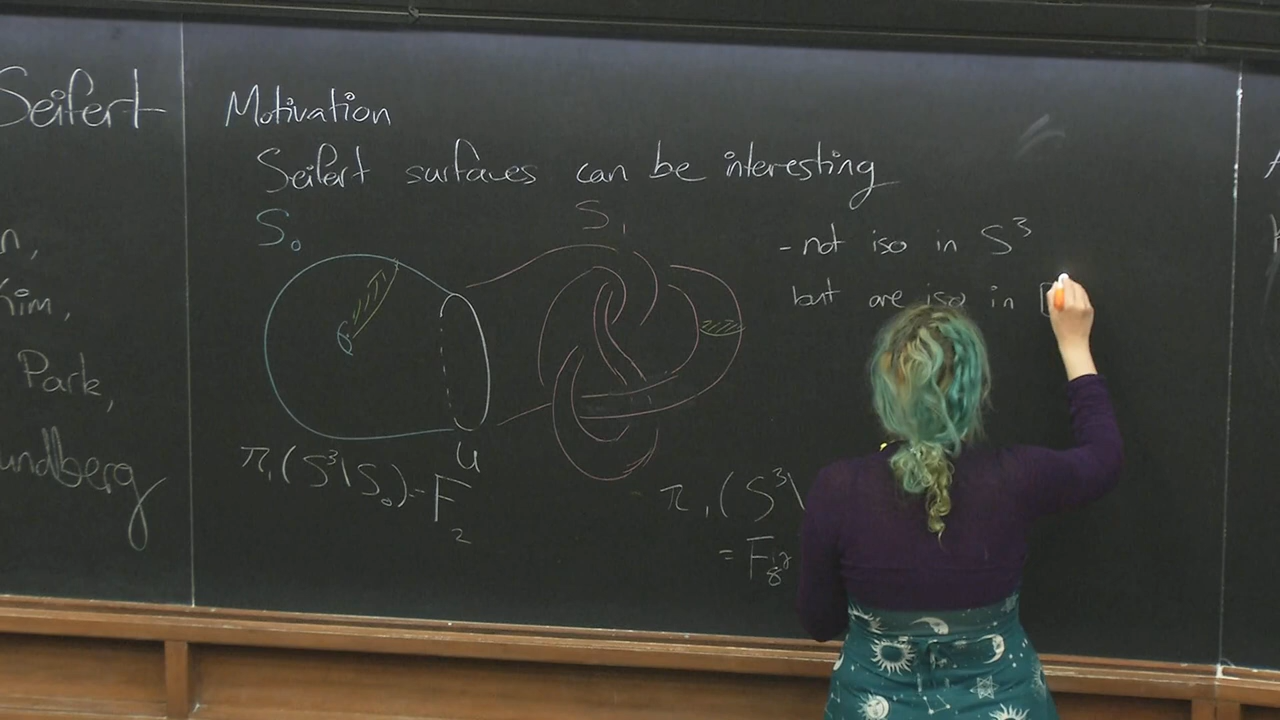 Seifert
Motivation
Seifert surfaces can be interesting
S₀
S₁
- not iso in S³
but are iso in
n,
Kim,
Park,
undberg
U
π₁(S³\S₀) = F₂
π₁(S³\
= F